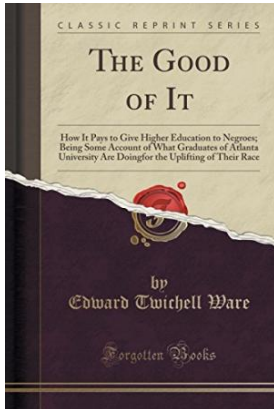 CLASSIC REPRINT SERIES
THE GOOD
OF IT
How It Pays to Give Higher Education to Negroes;
Being Some Account of What Graduates of Atlanta
University Are Doingfor the Uplifting of Their Race
by
Edward Twichell Ware
Forgotten Books